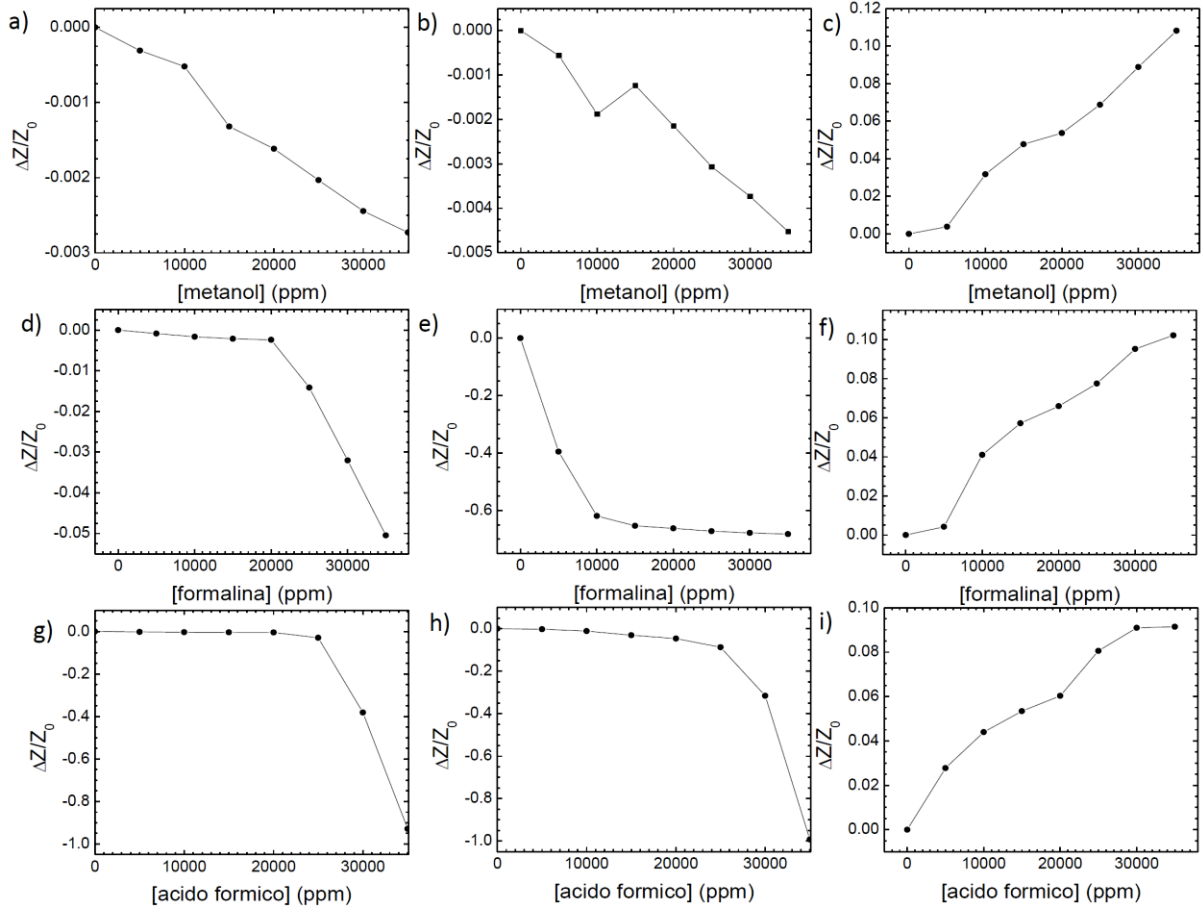 a)
0.000
-0.001
-0.002
-0.003
ΔZ/Z0
0 10000 20000 30000
[metanol] (ppm)
b)
0.000
-0.001
-0.002
-0.003
-0.004
-0.005
ΔZ/Z0
0 10000 20000 30000
[metanol] (ppm)
c)
0.12
0.10
0.08
0.06
0.04
0.02
0.00
ΔZ/Z0
0 10000 20000 30000
[metanol] (ppm)
d)
0.00
-0.01
-0.02
-0.03
-0.04
-0.05
ΔZ/Z0
0 10000 20000 30000
[formalina] (ppm)
e)
0.0
-0.4
-0.6
ΔZ/Z0
0 10000 20000 30000
[formalina] (ppm)
f)
0.10
0.08
0.06
0.04
0.02
0.00
ΔZ/Z0
0 10000 20000 30000
[formalina] (ppm)
g)
0.0
-0.2
-0.4
-0.6
-0.8
-1.0
ΔZ/Z0
0 10000 20000 30000
[acido formico] (ppm)
h)
0.0
-0.2
-0.4
-0.6
-0.8
-1.0
ΔZ/Z0
0 10000 20000 30000
[acido formico] (ppm)
i)
0.10
0.08
0.06
0.04
0.02
0.00
ΔZ/Z0
0 10000 20000 30000
[acido formico] (ppm)